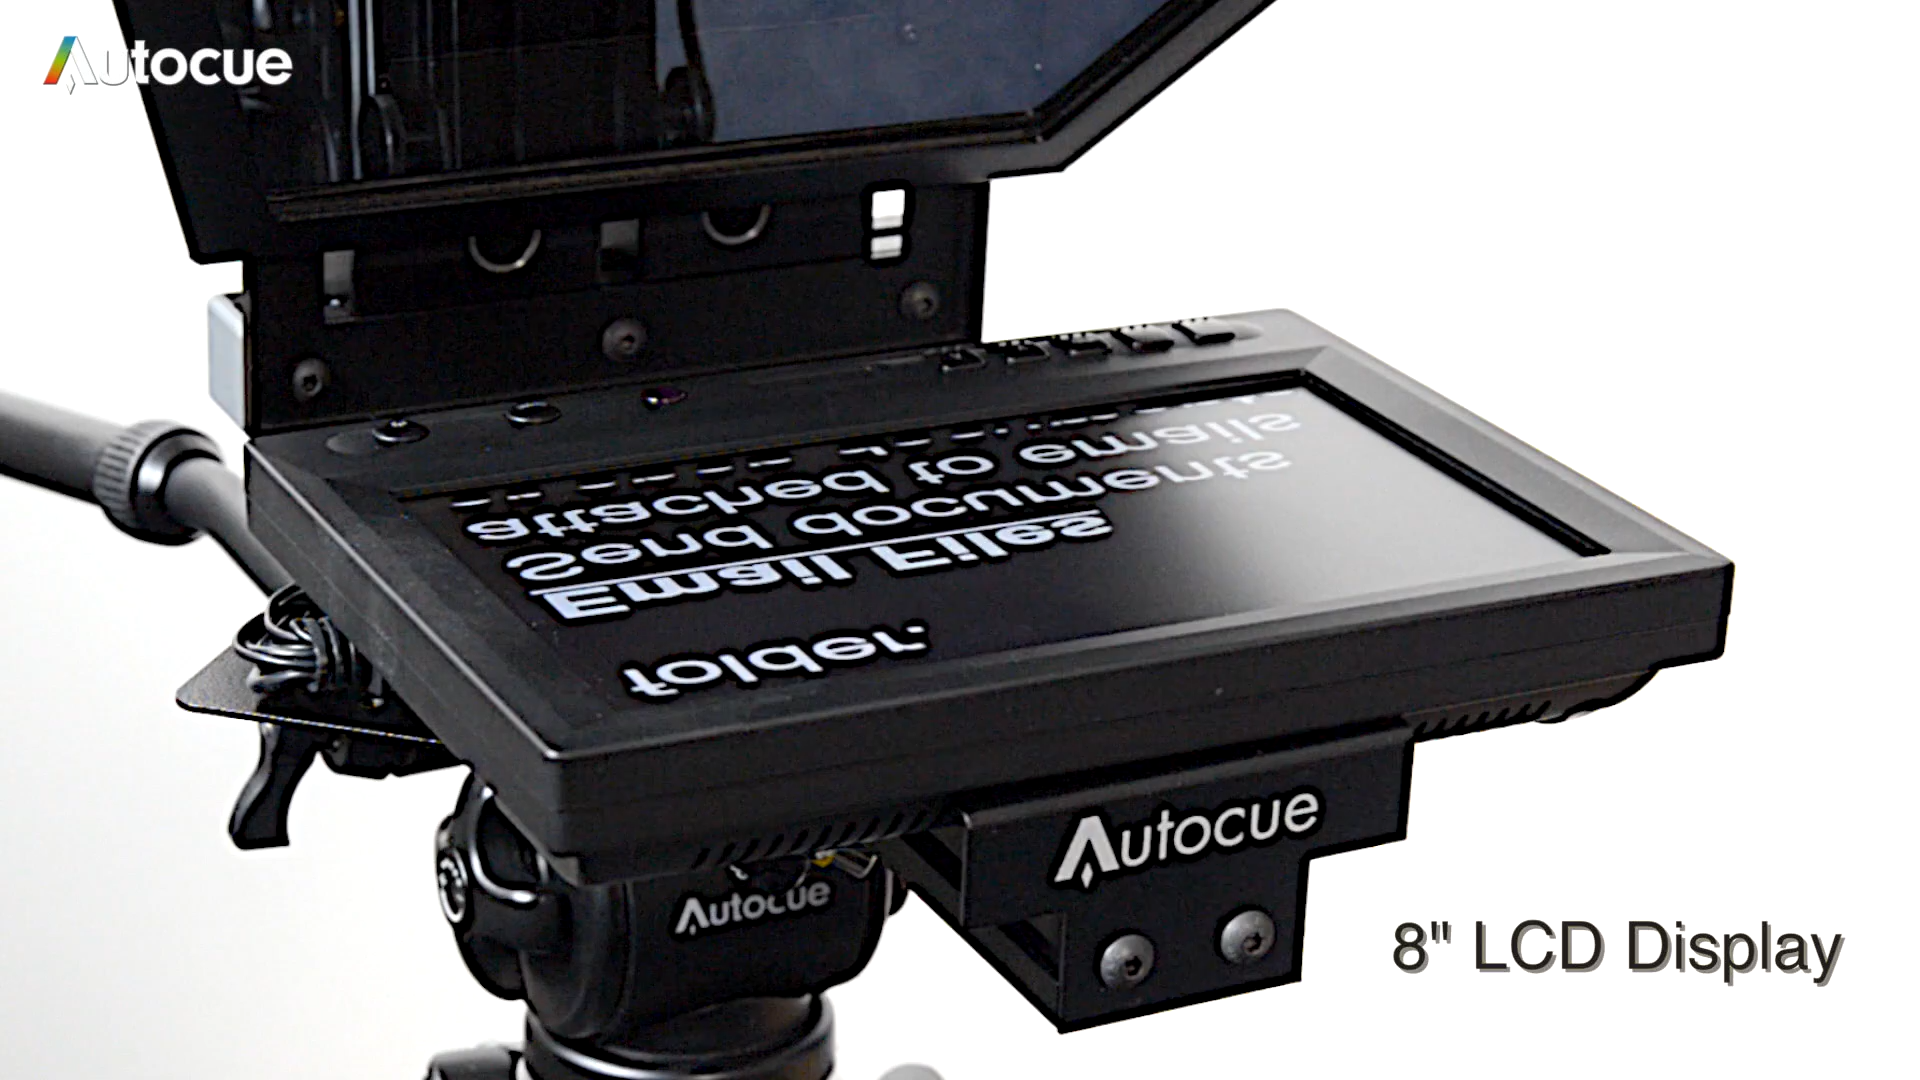 Autocue
folder.
Email Files
Send documents
attached to emails
Autocue
Autocue
8" LCD Display